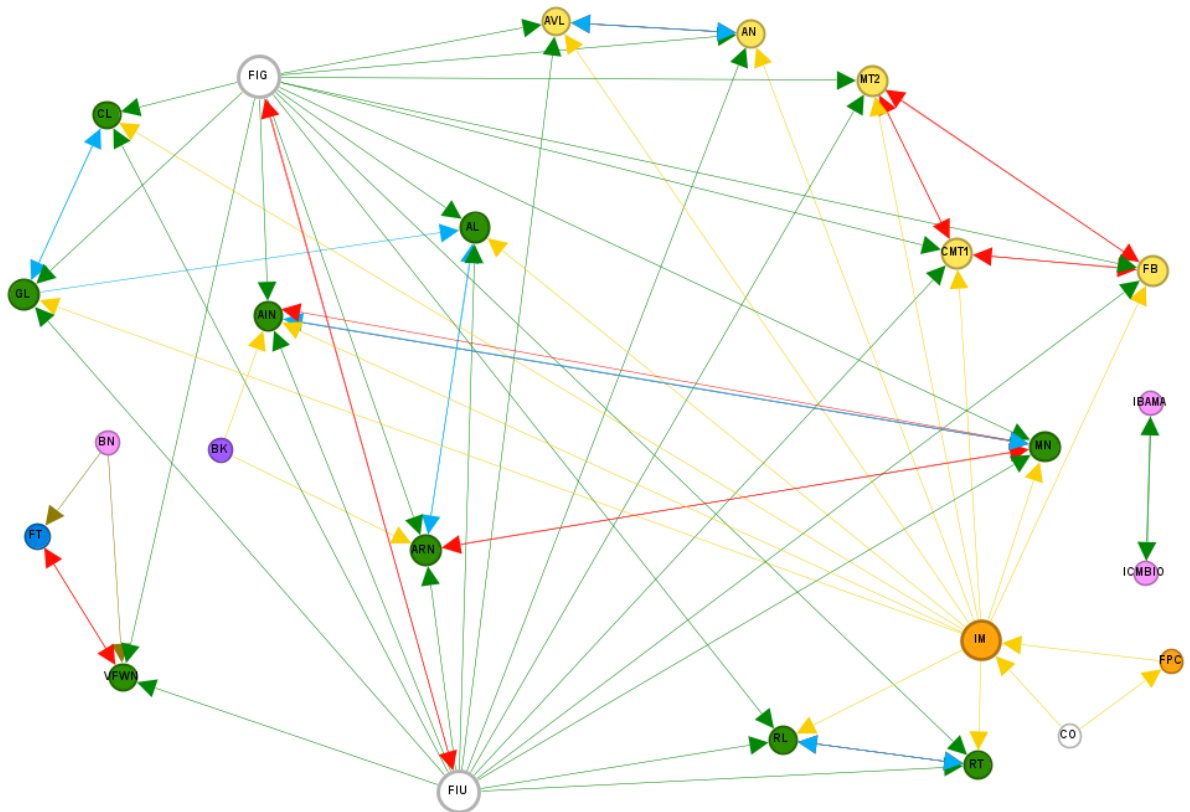 AVL
AN
FIG
MT2
CL
AL
CMT1
FB
GL
AIN
IBAMA
BN
BK
MN
FT
ARN
ICMBIO
IM
FPC
VFWN
CO
RL
RT
FIU